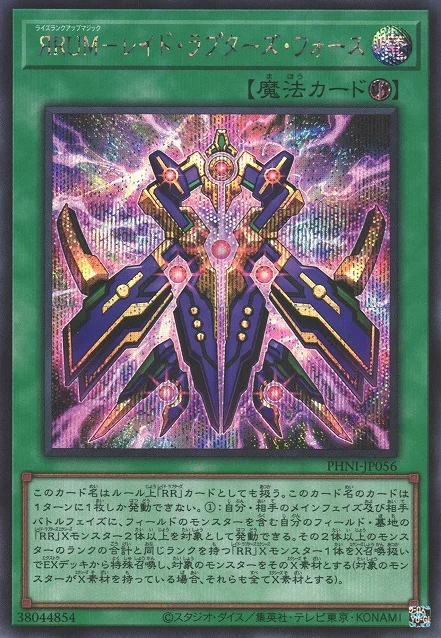 ライズランクアップマジック
ЯRUM－レイド・ラプターズ・フォース
魔
【魔法カード】
PHNI-JP056
このカード名はルール上「RR」カードとしても扱う。このカード名のカードは
1ターンに1枚しか発動できない。①：自分・相手のメインフェイズ及び相手
バトルフェイズに、フィールドのモンスターを含む自分のフィールド・墓地の
「RR」Xモンスター2体以上を対象として発動できる。その2体以上のモンス
ターのランクの合計と同じランクを持つ「RR」Xモンスター1体をX召喚扱い
でEXデッキから特殊召喚し、対象のモンスターをそのX素材とする(対象のモ
ンスターがX素材を持っている場合、それらも全てX素材とする)。
38044854
©スタジオ・ダイス/集英社・テレビ東京・KONAMI